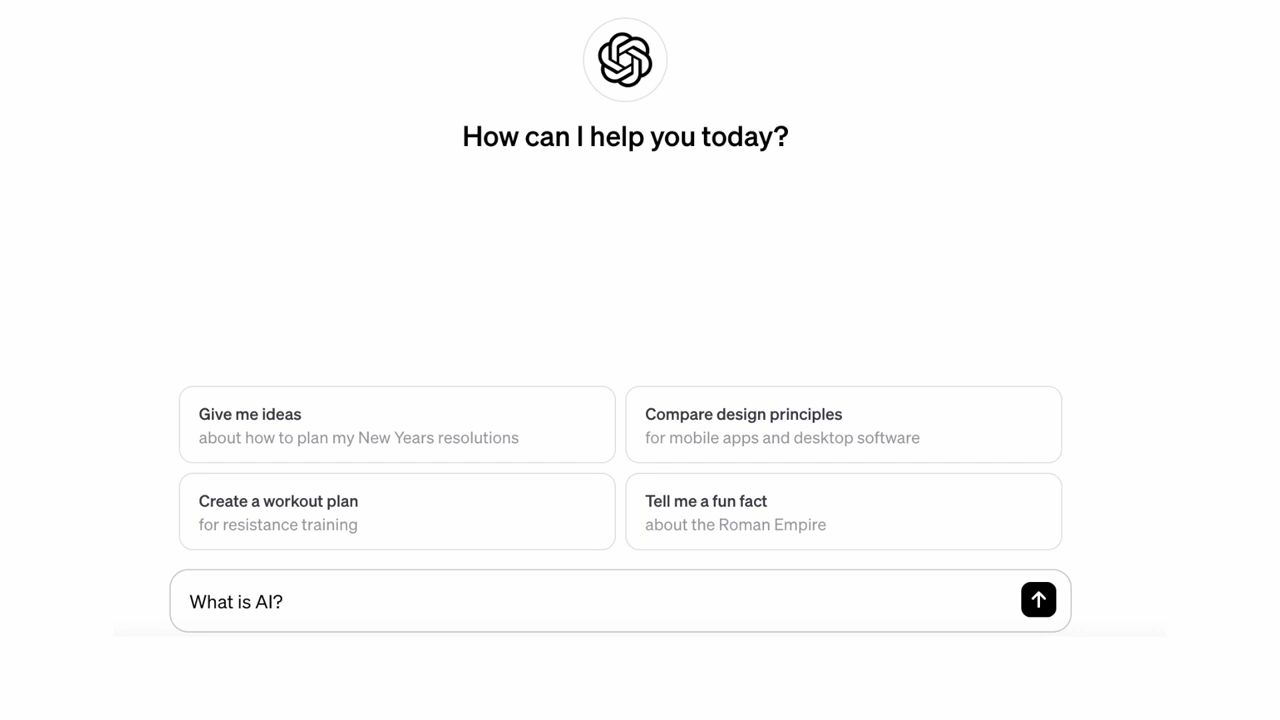 How can I help you today?
Give me ideas
about how to plan my New Years resolutions
Compare design principles
for mobile apps and desktop software
Create a workout plan
for resistance training
Tell me a fun fact
about the Roman Empire
What is AI?